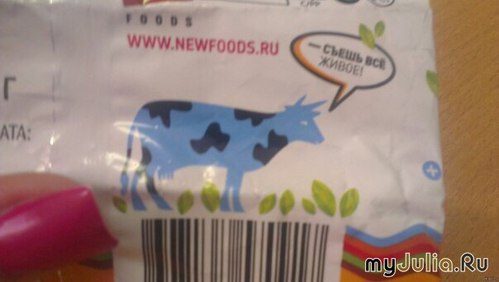 FOODS
WWW.NEWFOODS.RU
— СЪЕШЬ ВСЁ
ЖИВОЕ!
Г
АТА:
myJulia.Ru